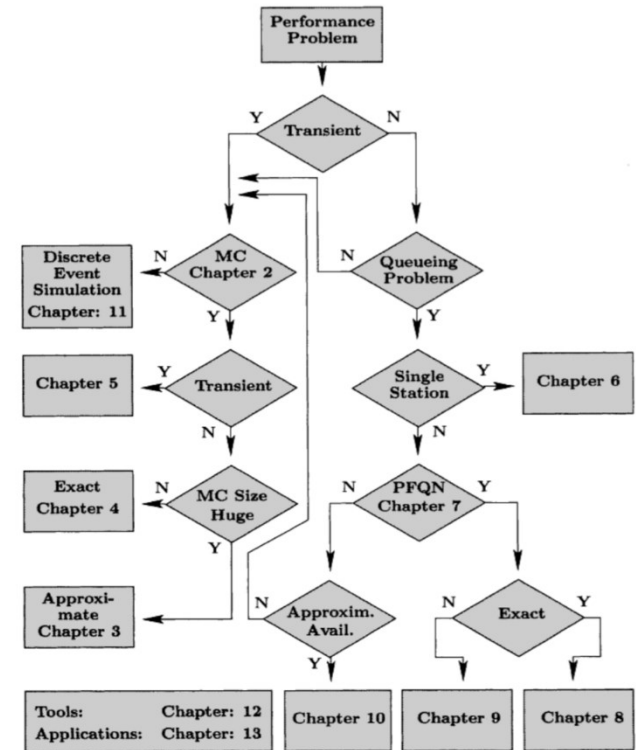 Performance
Problem
Y
N
Transient
N
MC
Chapter 2
N
Queueing
Problem
Discrete
Event
Simulation
Chapter: 11
Y
Y
Chapter 5
Y
Transient
Single
Station
Y
Chapter 6
N
N
Exact
Chapter 4
N
MC Size
Huge
N
PFQN
Chapter 7
Y
Y
Approxi-
mate
Chapter 3
N
Approxim.
Avail.
N
Exact
Y
Y
Tools: Chapter: 12
Applications: Chapter: 13
Chapter 10
Chapter 9
Chapter 8